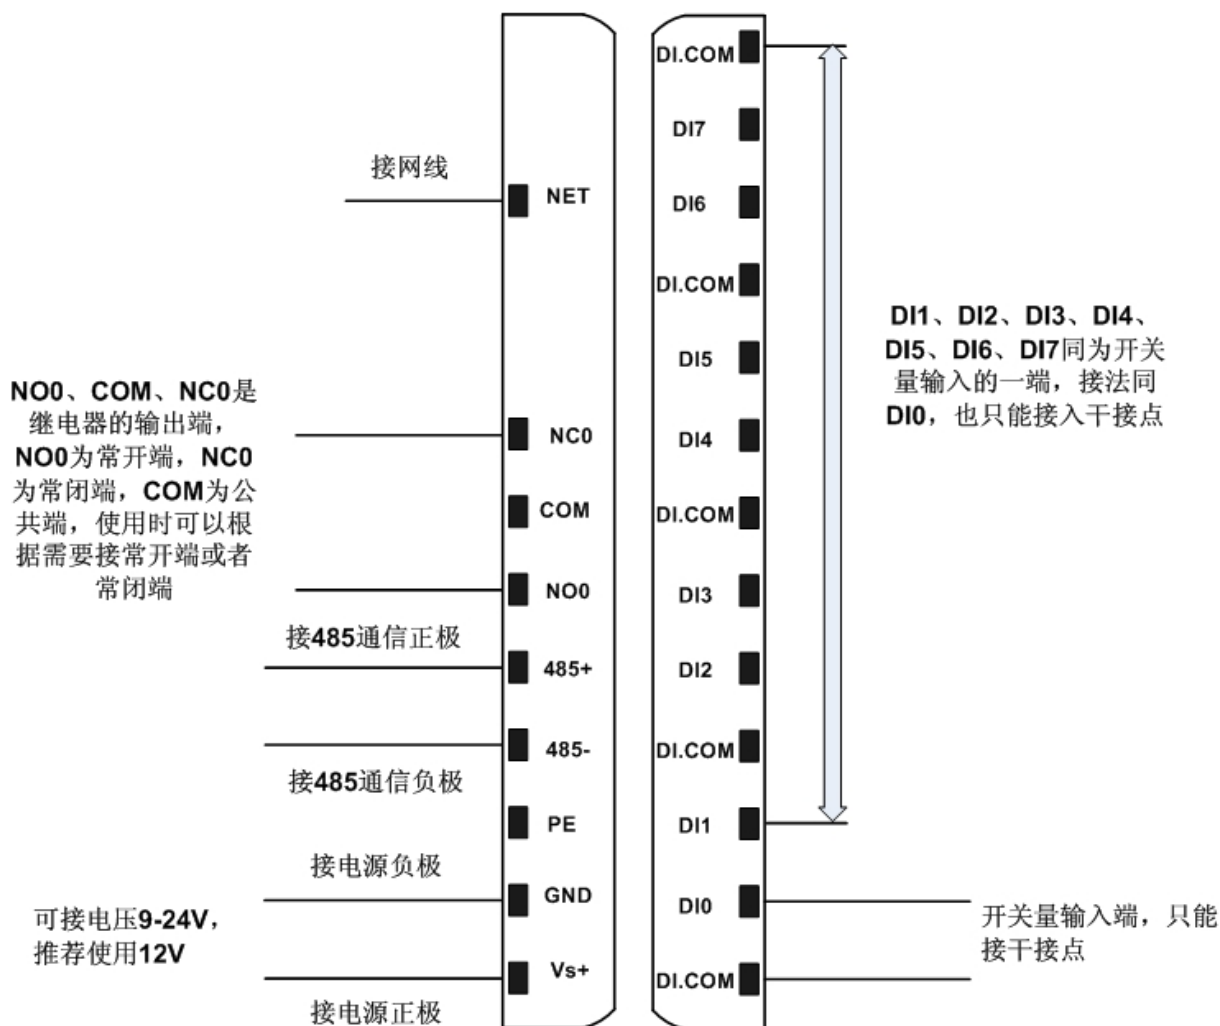 接网线
NO0、COM、NC0是
继电器的输出端，
NO0为常开端，NC0
为常闭端，COM为公
共端，使用时可以根
据需要接常开端或者
常闭端
接485通信正极
接485通信负极
接电源负极
可接电压9-24V，
推荐使用12V
接电源正极
NET
NC0
COM
NO0
485+
485-
PE
GND
Vs+
DI.COM
DI7
DI6
DI.COM
DI5
DI4
DI.COM
DI3
DI2
DI.COM
DI1
DI0
DI.COM
DI1、DI2、DI3、DI4、
DI5、DI6、DI7同为开关
量输入的一端，接法同
DI0，也只能接入干接点
开关量输入端，只能
接干接点